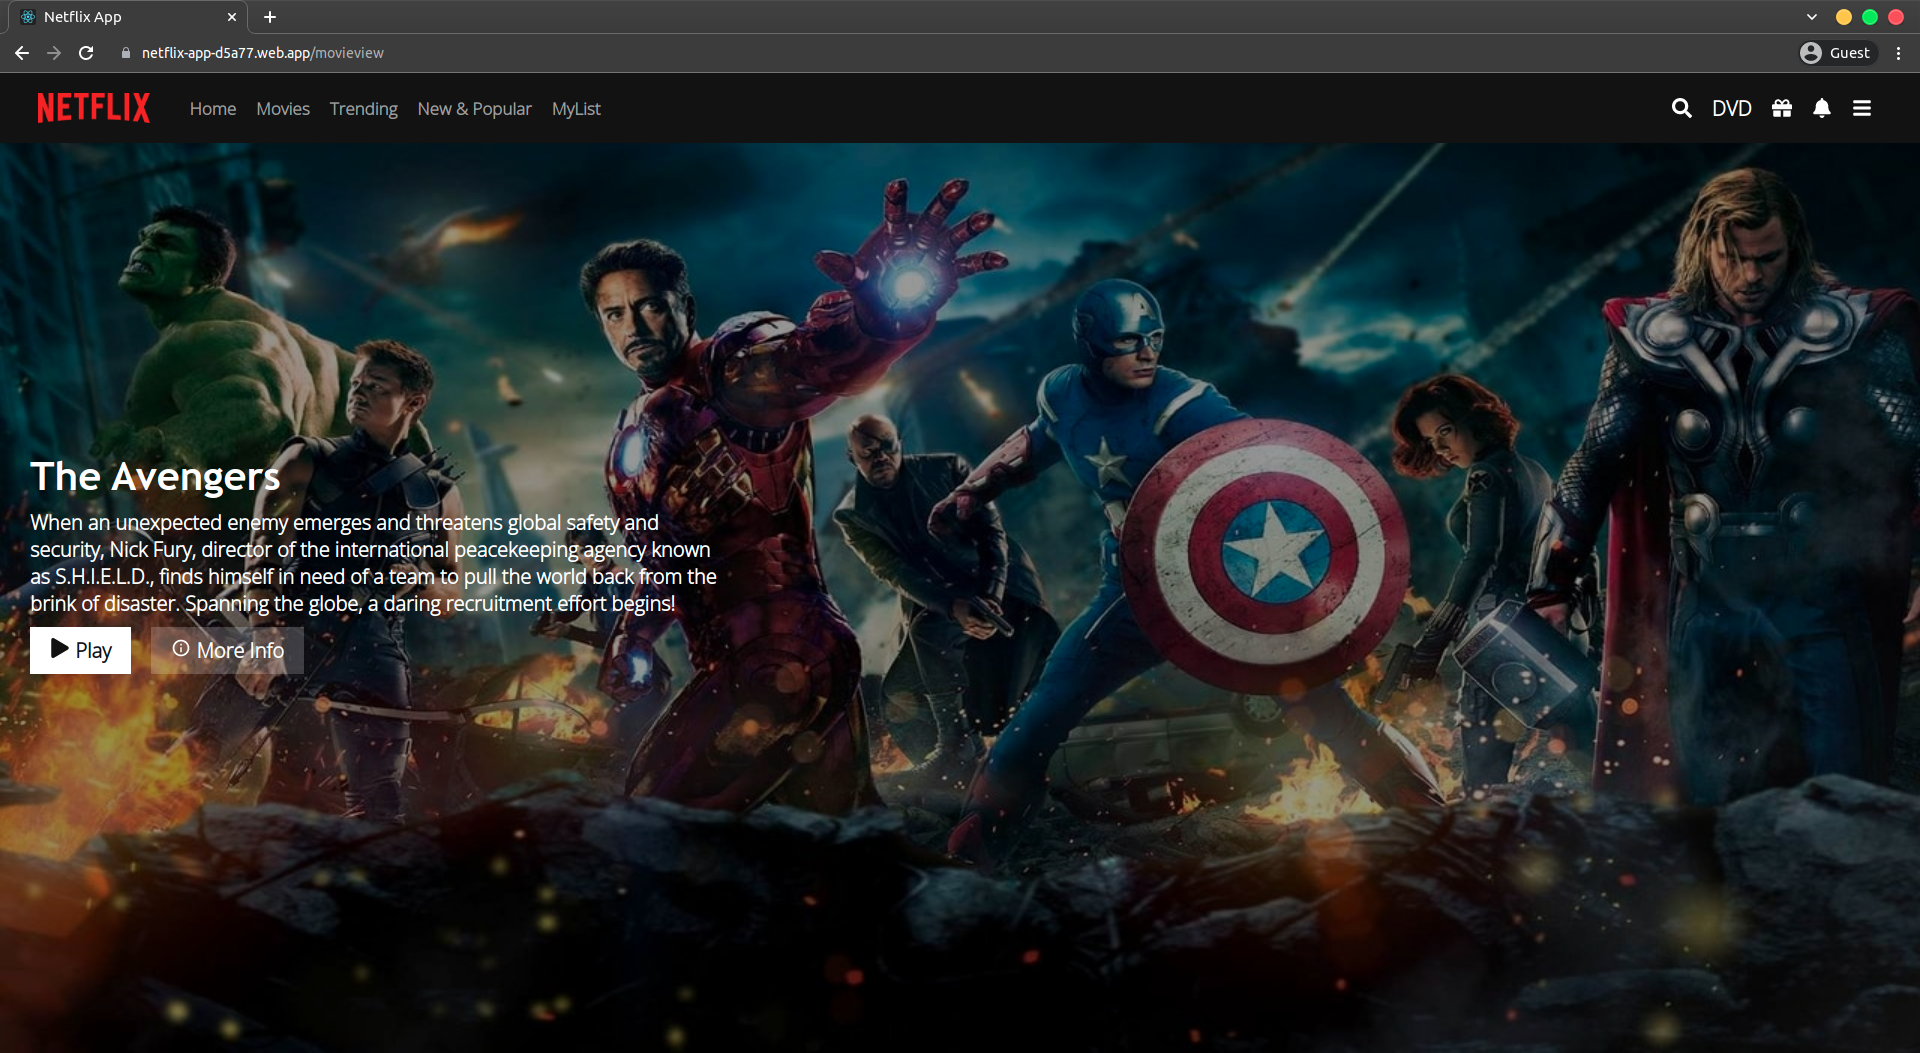 Netflix App
netflix-app-d5a77.web.app/movieview
Guest
NETFLIX
Home
Movies
Trending
New & Popular
MyList
DVD
The Avengers
When an unexpected enemy emerges and threatens global safety and
security, Nick Fury, director of the international peacekeeping agency known
as S.H.I.E.L.D., finds himself in need of a team to pull the world back from the
brink of disaster. Spanning the globe, a daring recruitment effort begins!
Play
More Info